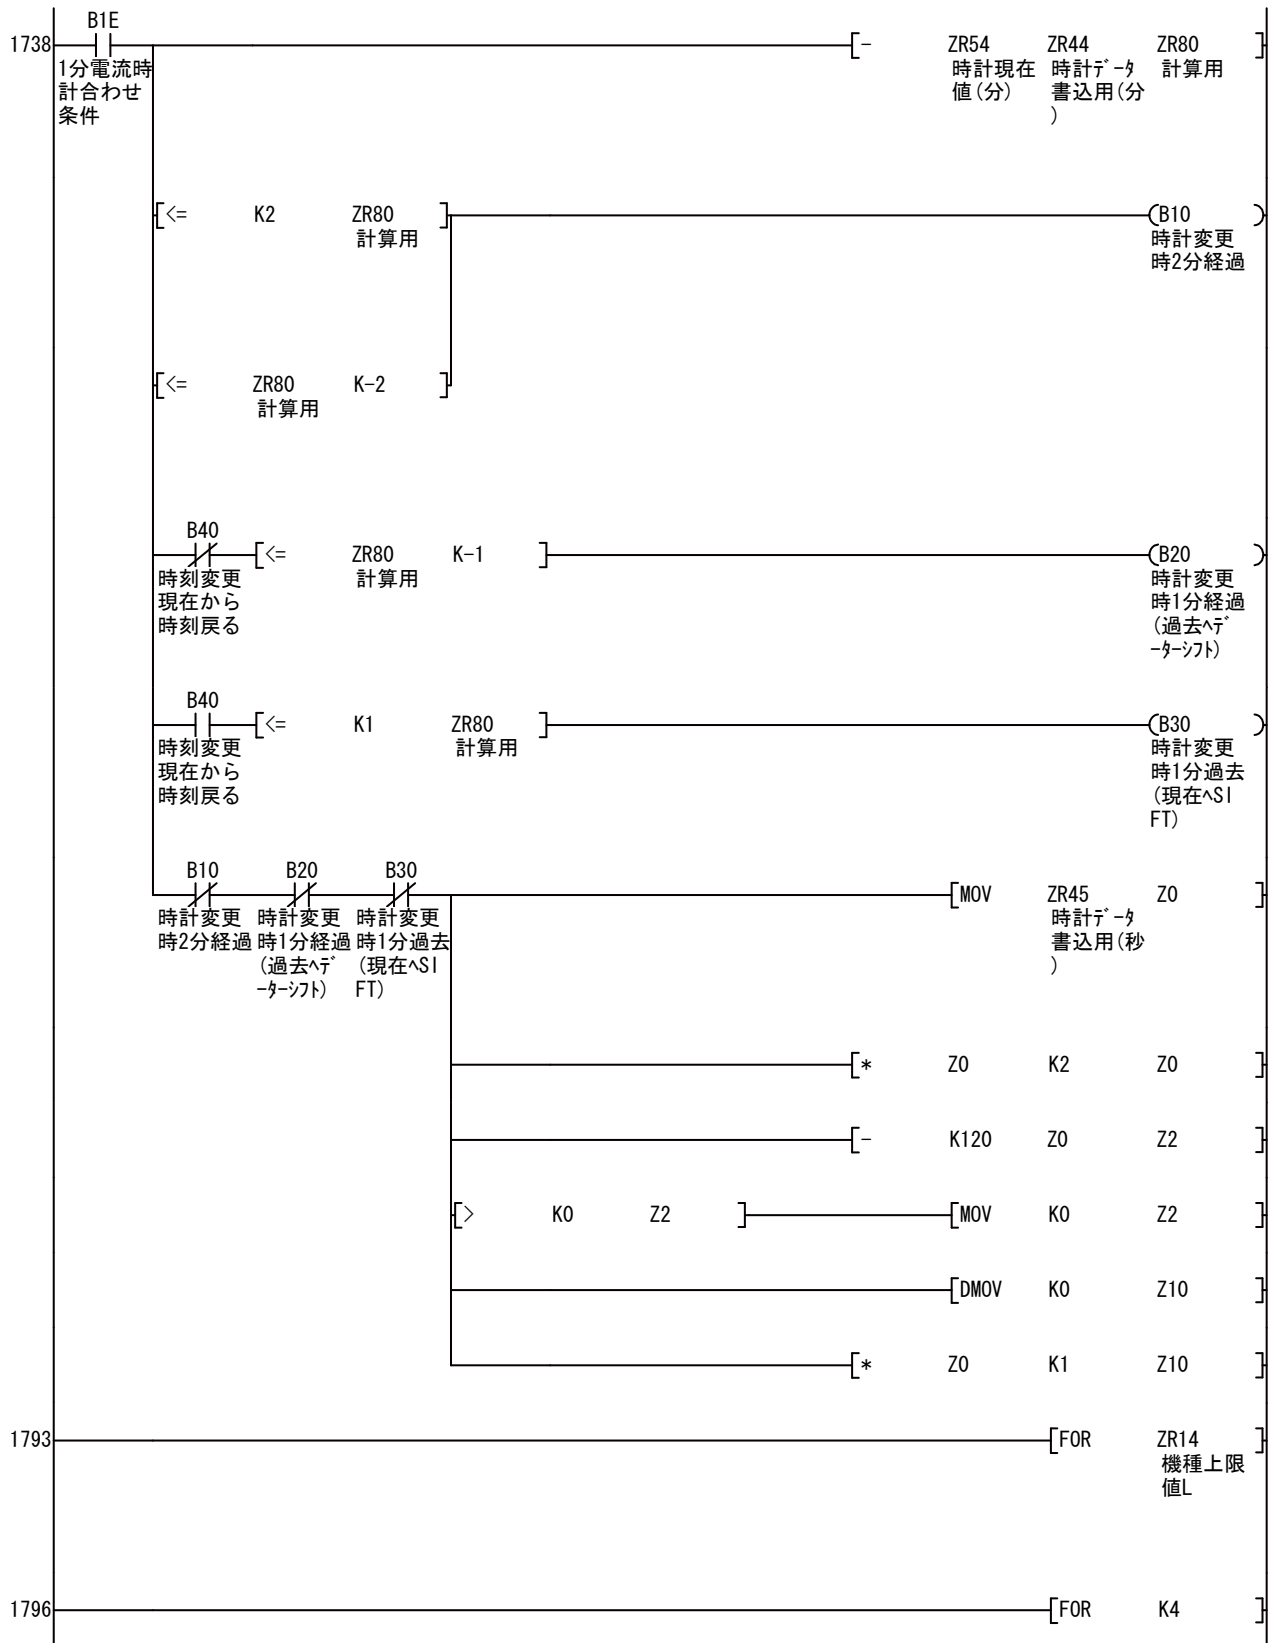 B1E
1738 [- ZR54 ZR44 ZR80 ]
1分電流時 時計現在 時計ﾃﾞｰﾀ 計算用
計合わせ 値(分) 書込用(分
条件 )
[<= K2 ZR80 ] (B10 )
計算用 時計変更
時2分経過
[<= ZR80 K-2 ]
計算用
B40
[<= ZR80 K-1 ] (B20 )
時刻変更 計算用 時計変更
現在から 時1分経過
時刻戻る (過去へﾃﾞ
ｰﾀｰｼﾌﾄ)
B40
[<= K1 ZR80 ] (B30 )
時刻変更 計算用 時計変更
現在から 時1分過去
時刻戻る (現在へSI
FT)
B10 B20 B30
[MOV ZR45 Z0 ]
時計変更 時計変更 時計変更 時計ﾃﾞｰﾀ
時2分経過 時1分経過 時1分過去 書込用(秒
(過去へﾃﾞ (現在へSI )
ｰﾀｰｼﾌﾄ) FT)
[* Z0 K2 Z0 ]
[- K120 Z0 Z2 ]
[> K0 Z2 ] [MOV K0 Z2 ]
[DMOV K0 Z10 ]
[* Z0 K1 Z10 ]
1793 [FOR ZR14 ]
機種上限
値L
1796 [FOR K4 ]